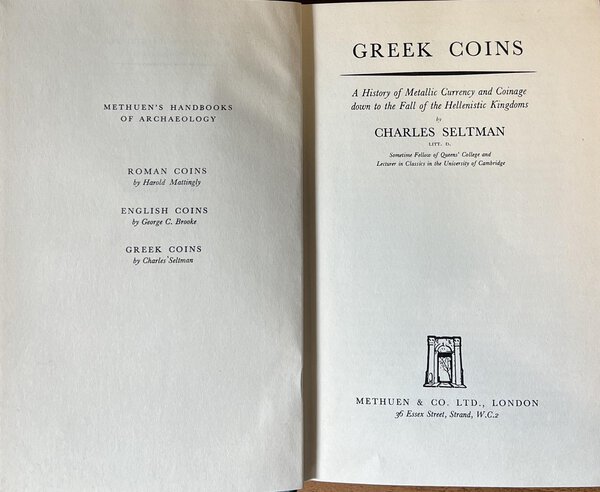 METHUEN'S HANDBOOKS
OF ARCHAEOLOGY
ROMAN COINS
by Harold Mattingly
ENGLISH COINS
by George C. Brooke
GREEK COINS
by Charles Seltman
GREEK COINS
A History of Metallic Currency and Coinage
down to the Fall of the Hellenistic Kingdoms
by
CHARLES SELTMAN
LITT. D.
Sometime Fellow of Queens' College and
Lecturer in Classics in the University of Cambridge
METHUEN & CO. LTD., LONDON
36 Essex Street, Strand, W.C.2